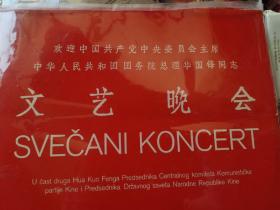 欢迎中国共产党中央委员会主席
中华人民共和国国务院总理华国锋同志
文艺晚会
SVEČANI KONCERT
U čast druga Hua Kuo Fenga Predsednika Centralnog komiteta Komunističke
partije Kine i Predsednika Državnog saveta Narodne Republike Kine